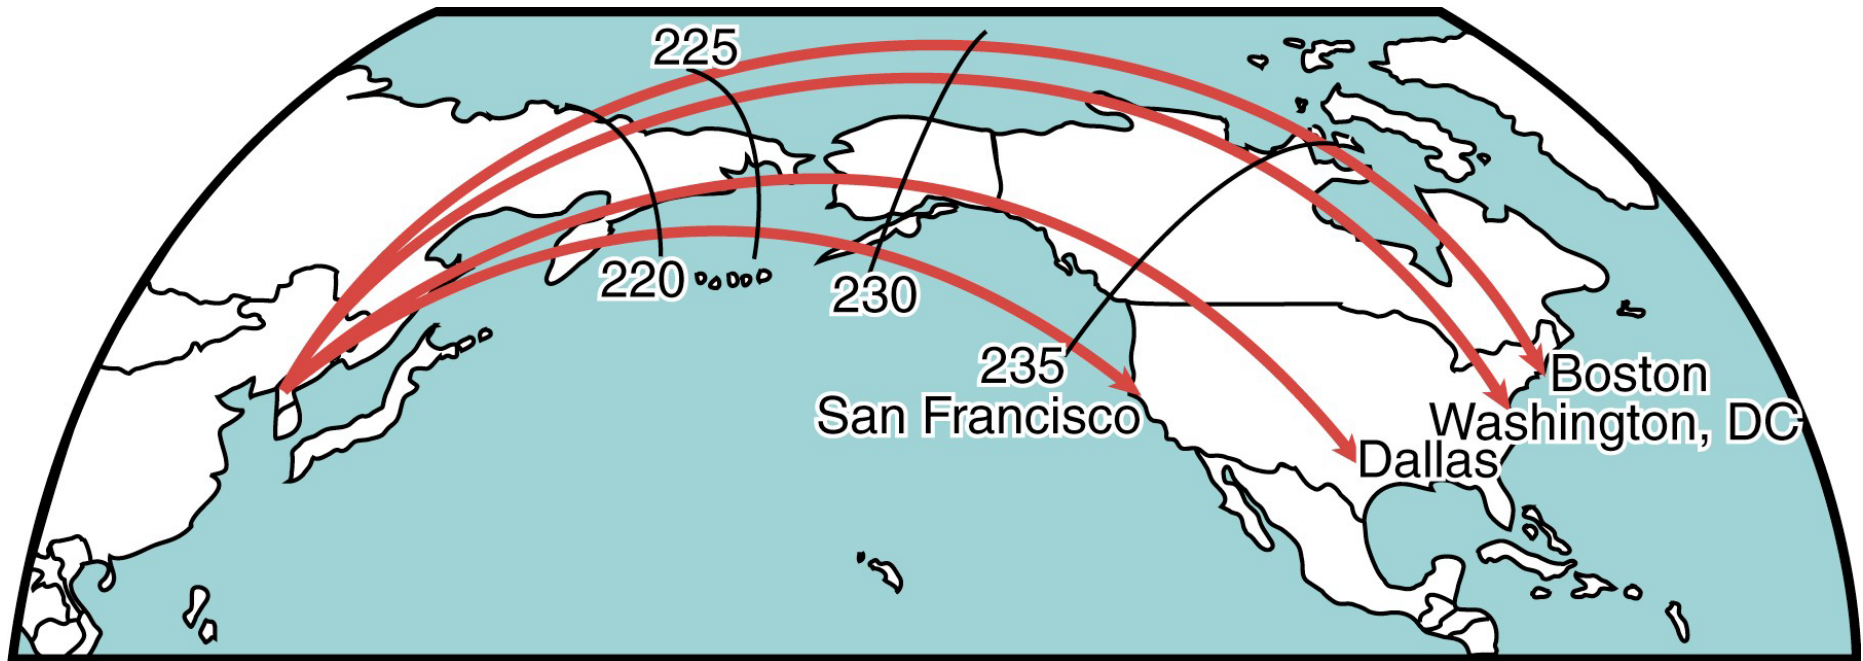 225
220
230
235
San Francisco
Boston
Washington, DC
Dallas